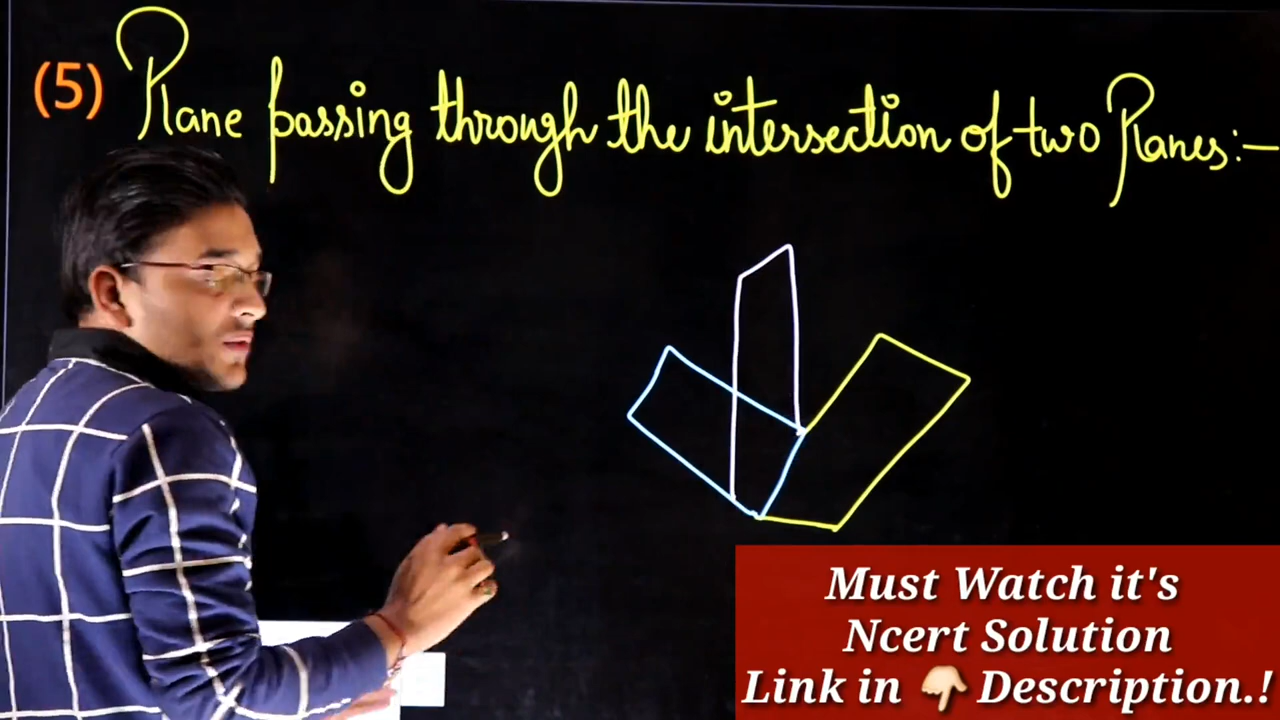 (5) Plane passing through the intersection of two Planes:-
Must Watch it's
Ncert Solution
Link in 👇🏻 Description.!